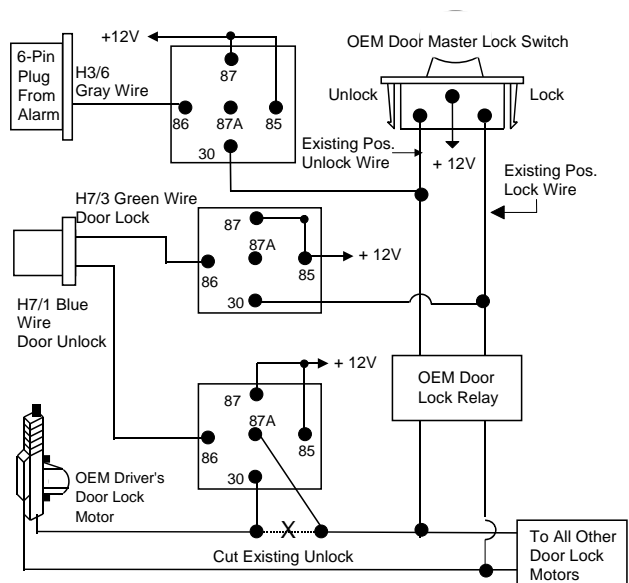 +12V
OEM Door Master Lock Switch
6-Pin
Plug
From
Alarm
H3/6
Gray Wire
87
86
87A
85
30
Unlock
Lock
Existing Pos.
Unlock Wire
+ 12V
Existing Pos.
Lock Wire
H7/3 Green Wire
Door Lock
87
87A
86
85
+ 12V
30
H7/1 Blue
Wire
Door Unlock
+ 12V
87
87A
86
85
30
OEM Door
Lock Relay
OEM Driver's
Door Lock
Motor
X
Cut Existing Unlock
To All Other
Door Lock
Motors